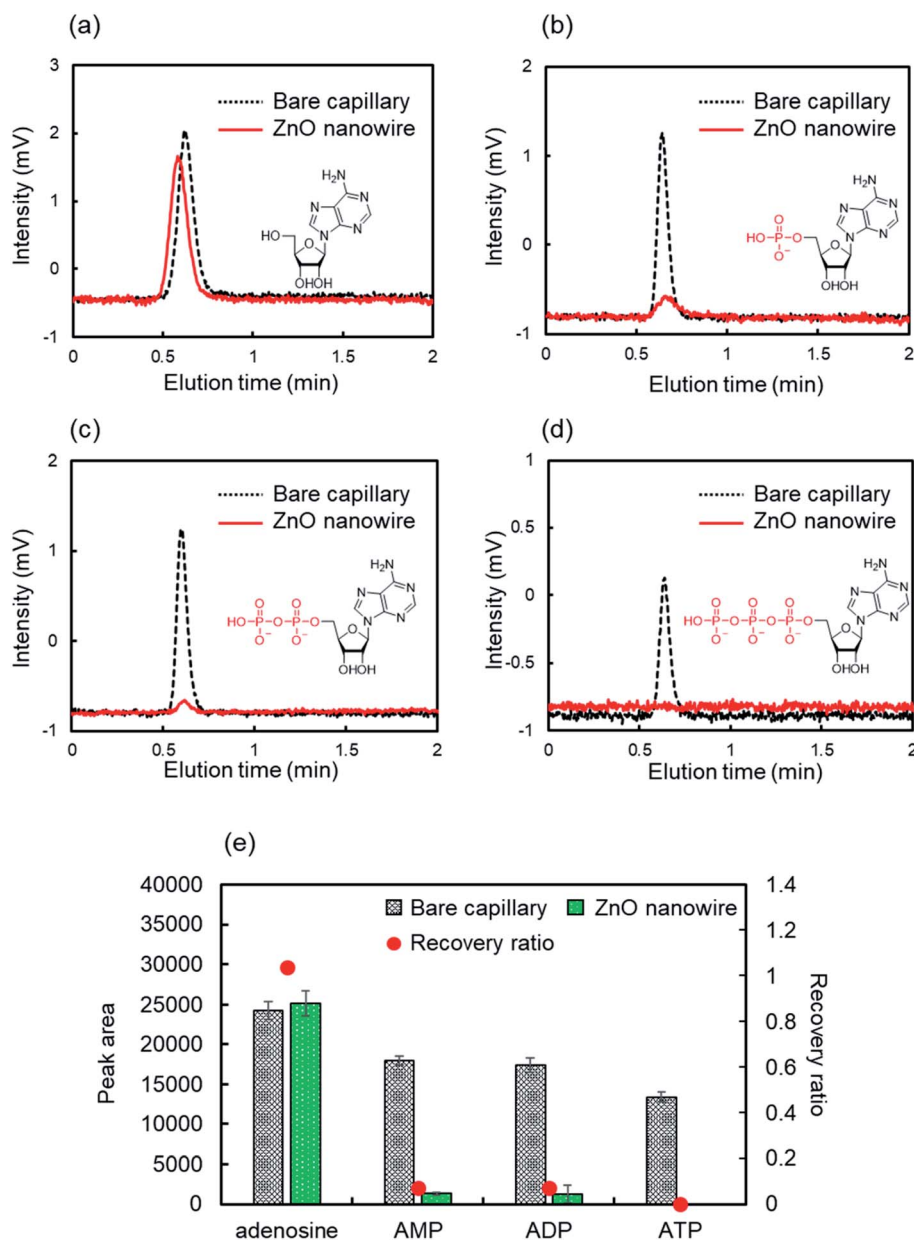 (a)
3
2
1
0
-1
Intensity (mV)
Bare capillary
ZnO nanowire
NH₂
N
N
N
N
HO
O
OHOH
0
0.5
1
1.5
2
Elution time (min)
(b)
2
1
0
-1
Intensity (mV)
Bare capillary
ZnO nanowire
H₂N
N
N
N
N
O
HO-P-O
O⁻
O
OHOH
0
0.5
1
1.5
2
Elution time (min)
(c)
2
1
0
-1
Intensity (mV)
Bare capillary
ZnO nanowire
NH₂
N
N
N
N
O O
HO-P-O-P-O
O⁻ O⁻
O
OHOH
0
0.5
1
1.5
2
Elution time (min)
(d)
1
0.5
0
-0.5
-1
Intensity (mV)
Bare capillary
ZnO nanowire
NH₂
N
N
N
N
O O O
HO-P-O-P-O-P-O
O⁻ O⁻ O⁻
O
OHOH
0
0.5
1
1.5
2
Elution time (min)
(e)
40000
35000
30000
25000
20000
15000
10000
5000
0
Peak area
Bare capillary
ZnO nanowire
Recovery ratio
1.4
1.2
1
0.8
0.6
0.4
0.2
0
Recovery ratio
adenosine
AMP
ADP
ATP